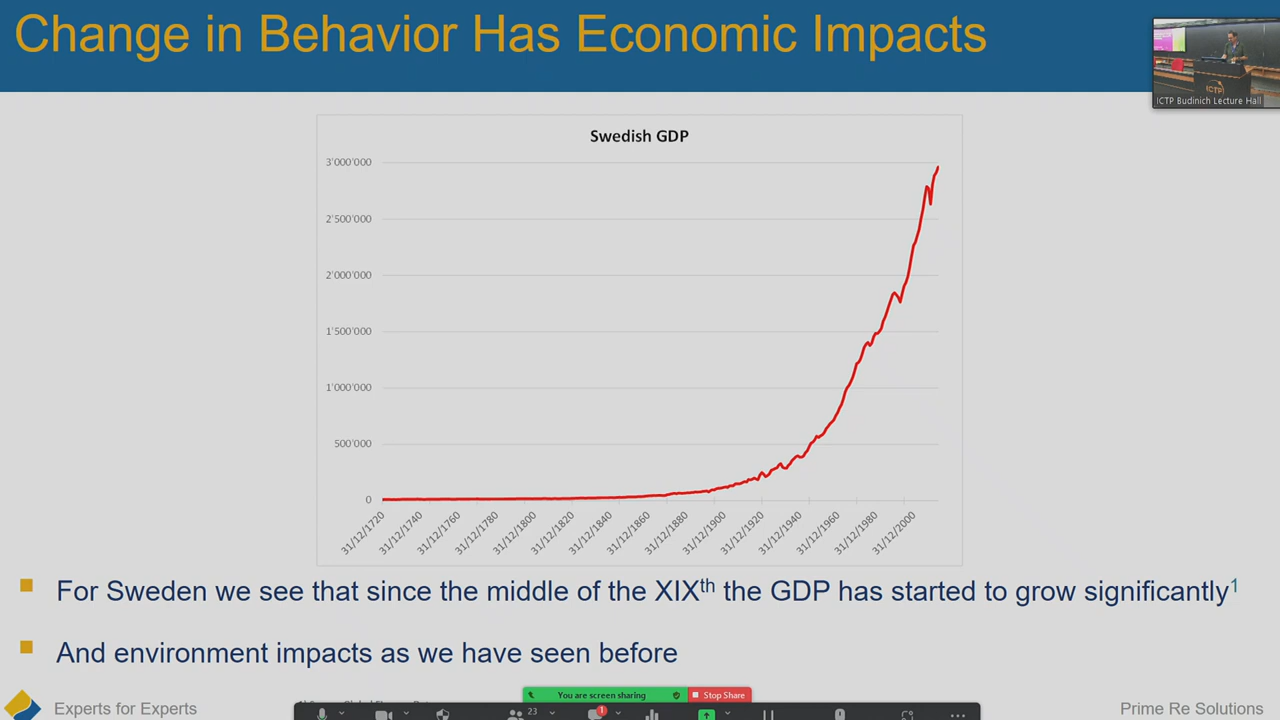 Change in Behavior Has Economic Impacts
ICTP
ICTP Budinich Lecture Hall
Swedish GDP
3'000'000
2'500'000
2'000'000
1'500'000
1'000'000
500'000
0
31/12/1720
31/12/1740
31/12/1760
31/12/1780
31/12/1800
31/12/1820
31/12/1840
31/12/1860
31/12/1880
31/12/1900
31/12/1920
31/12/1940
31/12/1960
31/12/1980
31/12/2000
For Sweden we see that since the middle of the XIXth the GDP has started to grow significantly1
And environment impacts as we have seen before
You are screen sharing
Stop Share
23
1
Experts for Experts
Prime Re Solutions